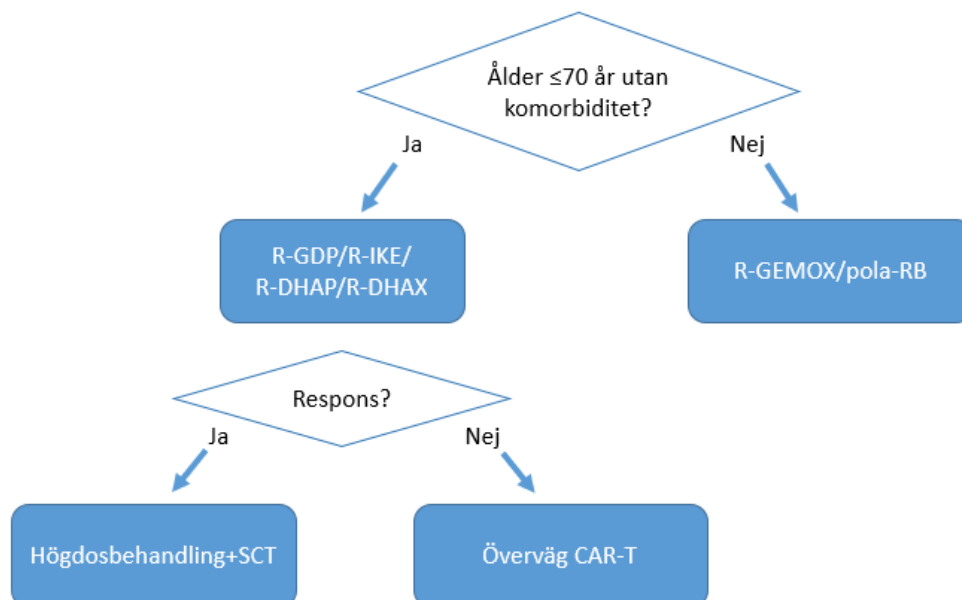 Ålder ≤70 år utan
komorbiditet?
Ja
Nej
R-GDP/R-IKE/
R-DHAP/R-DHAX
R-GEMOX/pola-RB
Respons?
Ja
Nej
Högdosbehandling+SCT
Överväg CAR-T